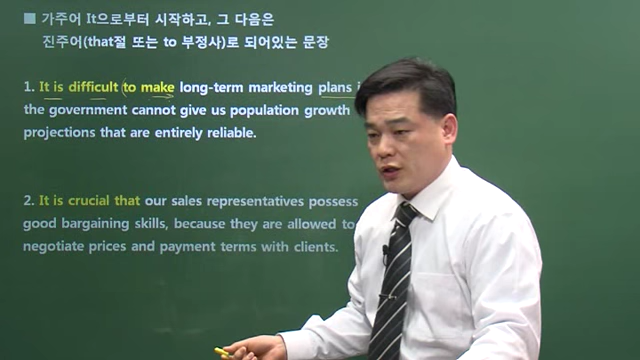 ■ 가주어 It으로부터 시작하고, 그 다음은
진주어(that절 또는 to 부정사)로 되어있는 문장
1. It is difficult (to make long-term marketing plans
the government cannot give us population growth
projections that are entirely reliable.
2. It is crucial that our sales representatives possess
good bargaining skills, because they are allowed to
negotiate prices and payment terms with clients.